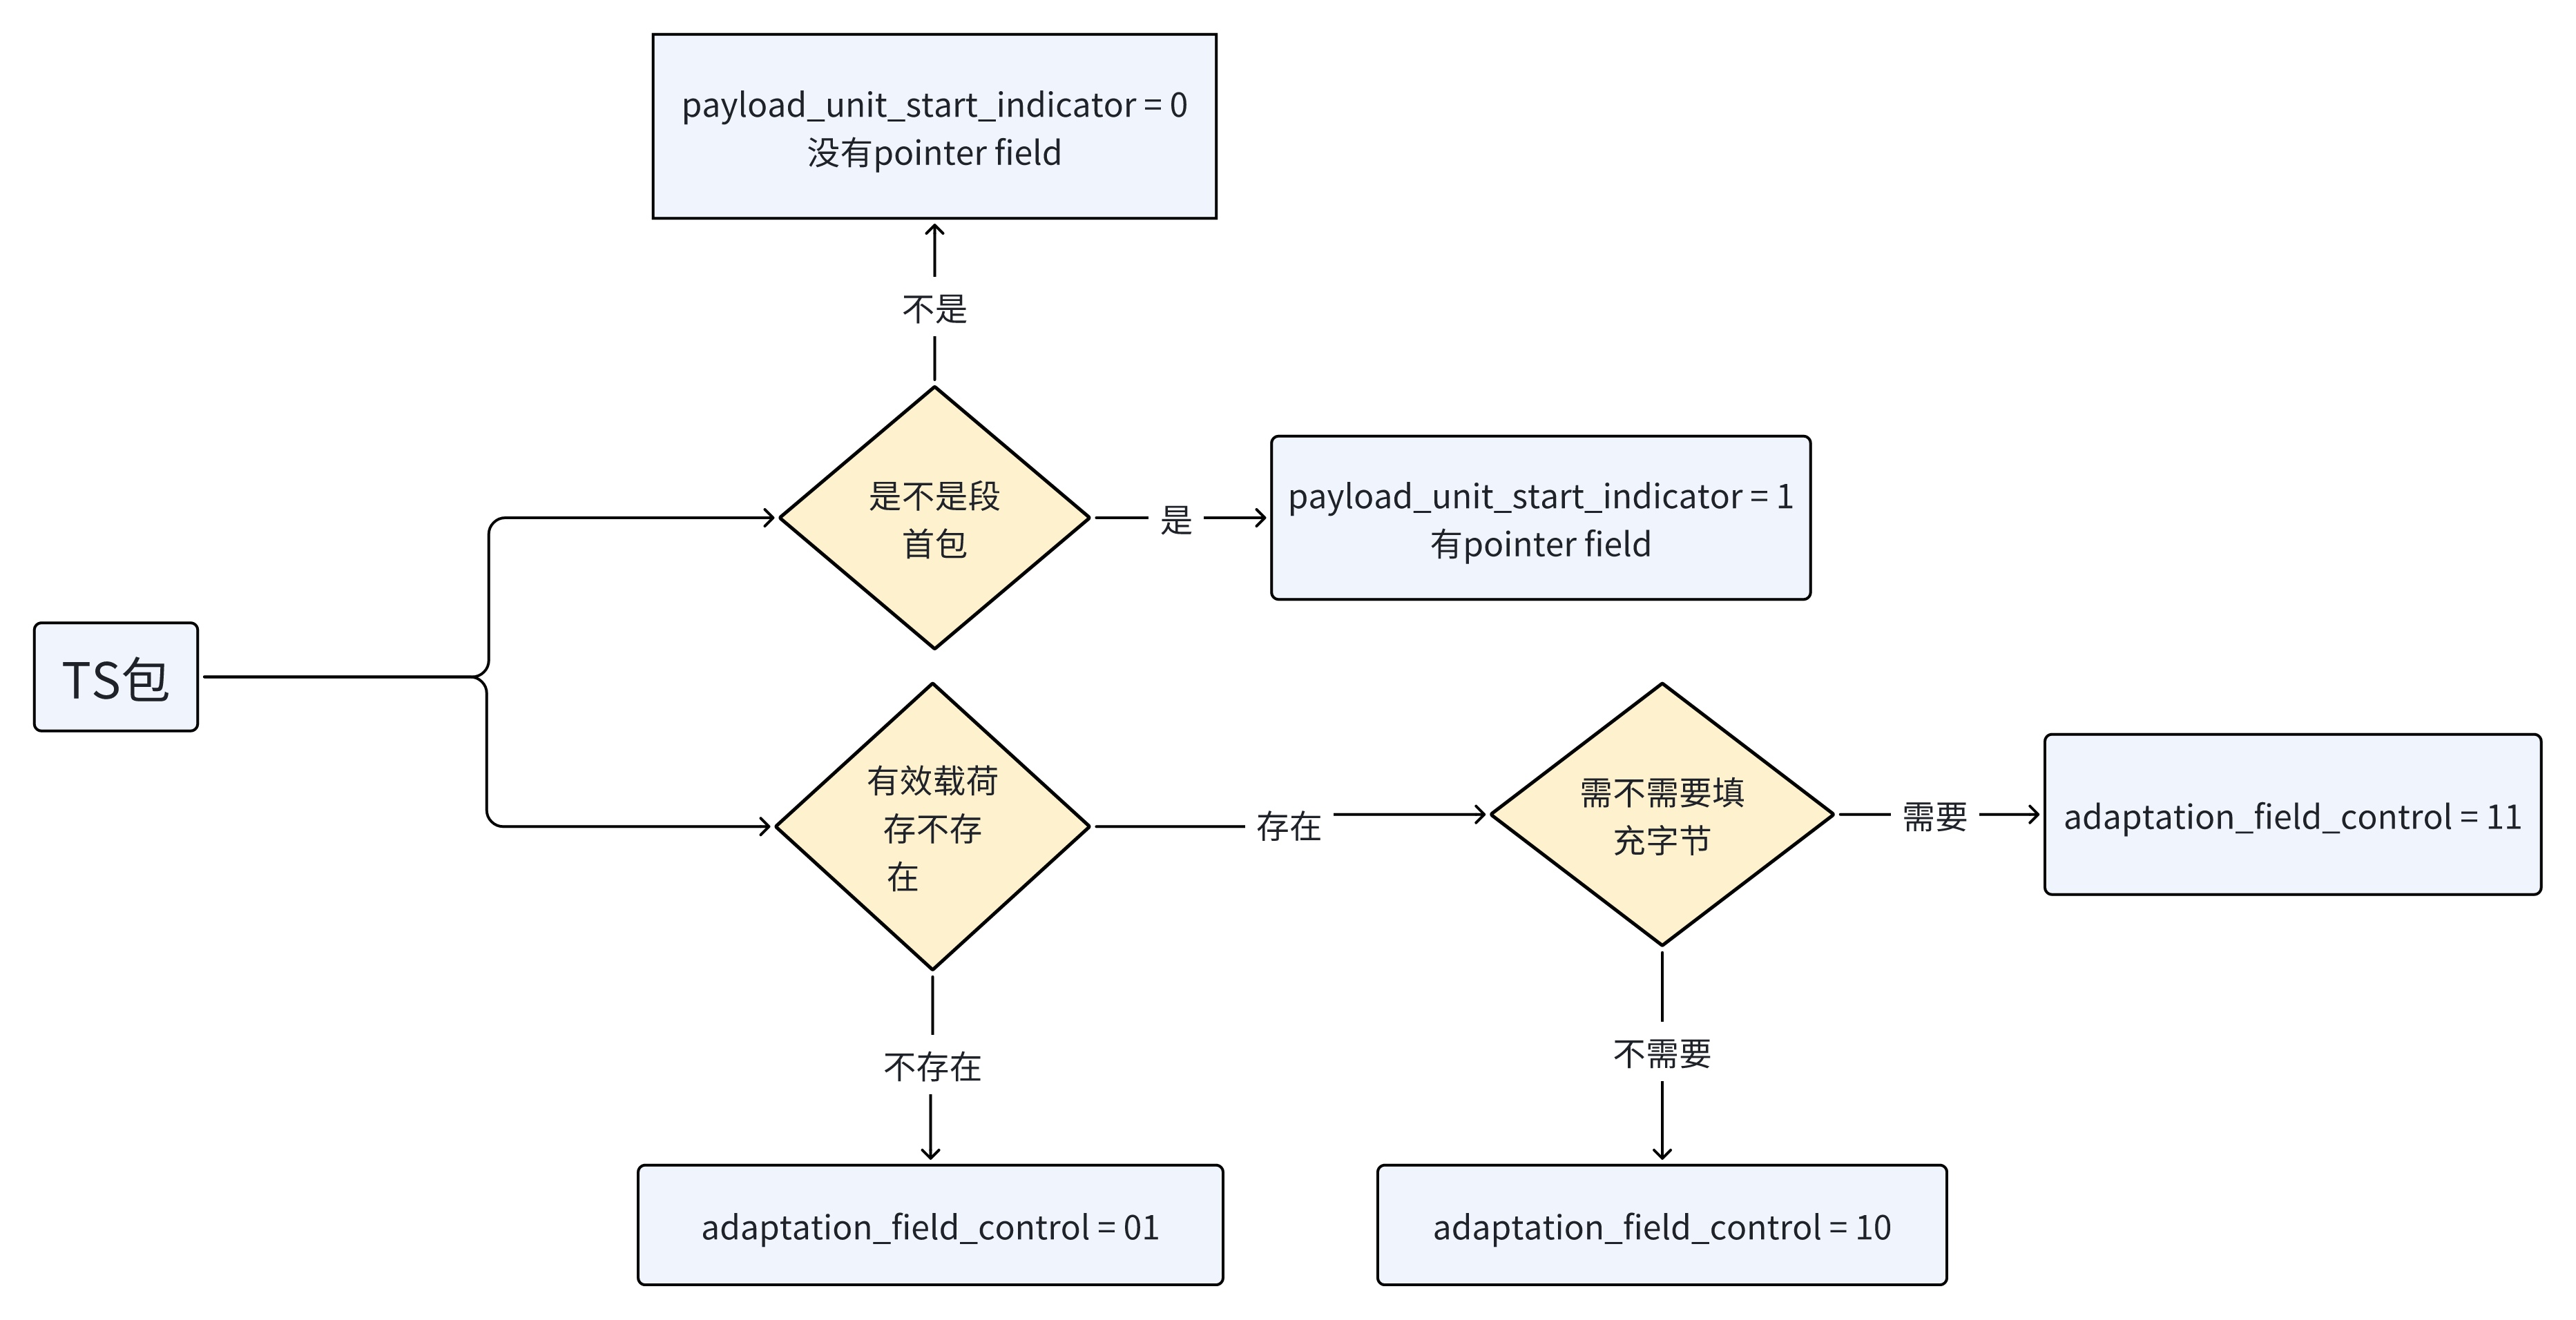 payload_unit_start_indicator = 0
没有pointer field
不是
是不是段
首包
是
payload_unit_start_indicator = 1
有pointer field
TS包
有效载荷
存不存
在
存在
需不需要填
充字节
需要
adaptation_field_control = 11
不存在
不需要
adaptation_field_control = 01
adaptation_field_control = 10